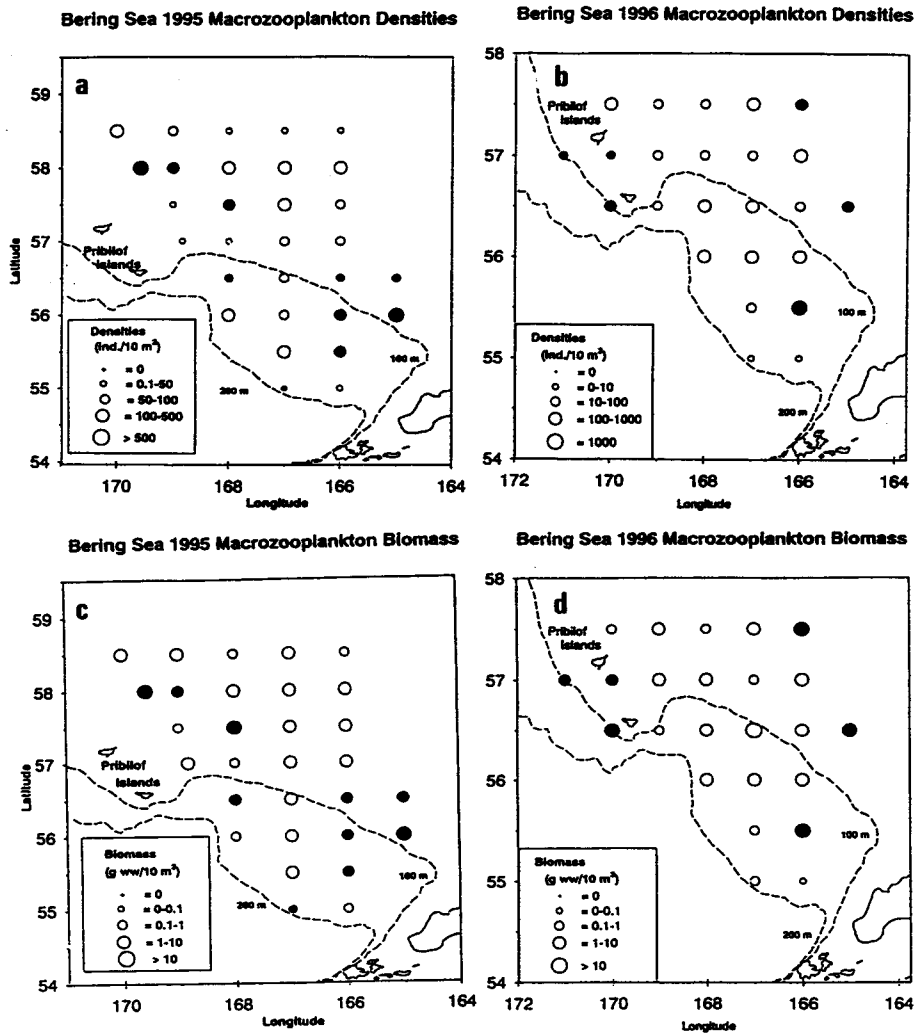 Bering Sea 1995 Macrozooplankton Densities
a
59
58
57
56
55
54
Latitude
Pribilof
Islands
Densities
(ind./10 m²)
= 0
= 0.1-50
= 50-100
= 100-500
> 500
200 m
100 m
170
168
166
164
Longitude
Bering Sea 1996 Macrozooplankton Densities
b
58
57
56
55
54
Pribilof
Islands
Densities
(ind./10 m²)
= 0
= 0-10
= 10-100
= 100-1000
= 1000
100 m
200 m
172
170
168
166
164
Longitude
Bering Sea 1995 Macrozooplankton Biomass
c
59
58
57
56
55
54
Latitude
Pribilof
Islands
Biomass
(g ww/10 m²)
= 0
= 0-0.1
= 0.1-1
= 1-10
> 10
200 m
100 m
170
168
166
164
Longitude
Bering Sea 1996 Macrozooplankton Biomass
d
58
57
56
55
54
Pribilof
Islands
Biomass
(g ww/10 m²)
= 0
= 0-0.1
= 0.1-1
= 1-10
> 10
100 m
200 m
172
170
168
166
164
Longitude